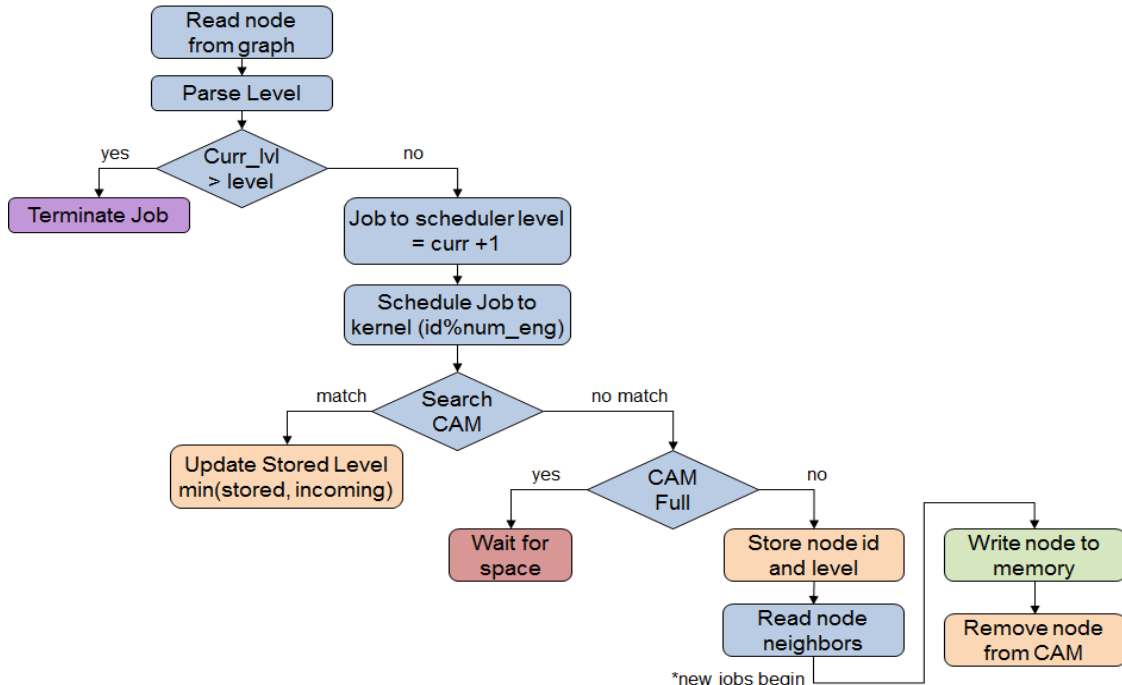 Read node
from graph
Parse Level
Curr_lvl
> level
yes
no
Terminate Job
Job to scheduler level
= curr +1
Schedule Job to
kernel (id%num_eng)
Search
CAM
match
no match
Update Stored Level
min(stored, incoming)
CAM
Full
yes
no
Wait for
space
Store node id
and level
Write node to
memory
Read node
neighbors
Remove node
from CAM
*new jobs begin